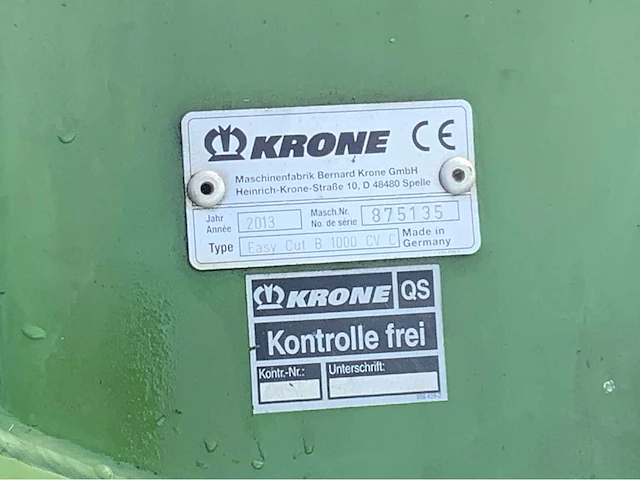 KRONE CE
Maschinenfabrik Bernard Krone GmbH
Heinrich-Krone-Straße 10, D 48480 Spelle
Jahr
Année 2013
Masch.Nr.
No. de série 875135
Type Easy Cut B 1000 CV C
Made in
Germany
KRONE QS
Kontrolle frei
Kontr.-Nr.: Unterschrift: